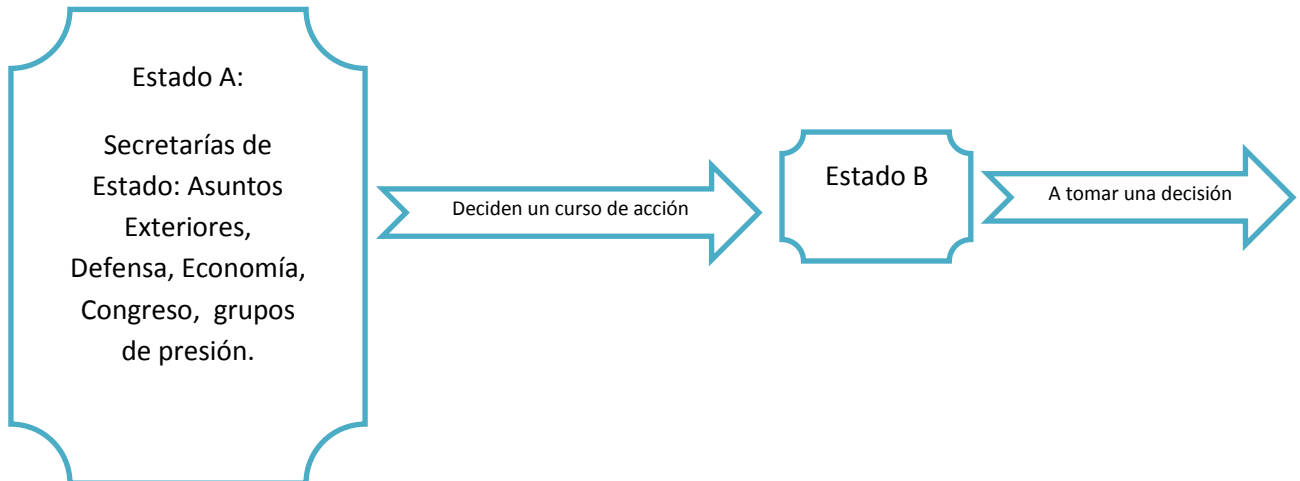 Estado A:
Secretarías de
Estado: Asuntos
Exteriores,
Defensa, Economía,
Congreso, grupos
de presión.
Deciden un curso de acción
Estado B
A tomar una decisión